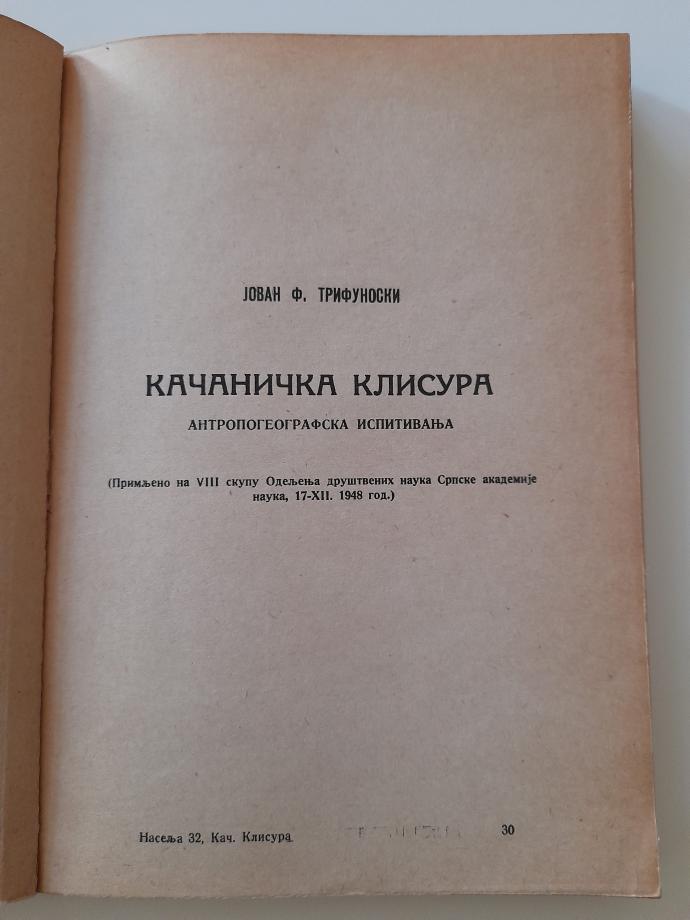 ЈОВАН Ф. ТРИФУНОСКИ
КАЧАНИЧКА КЛИСУРА
АНТРОПОГЕОГРАФСКА ИСПИТИВАЊА
(Примљено на VIII скупу Одељења друштвених наука Српске академије
наука, 17-XII. 1948 год.)
Насеља 32, Кач. Клисура
30